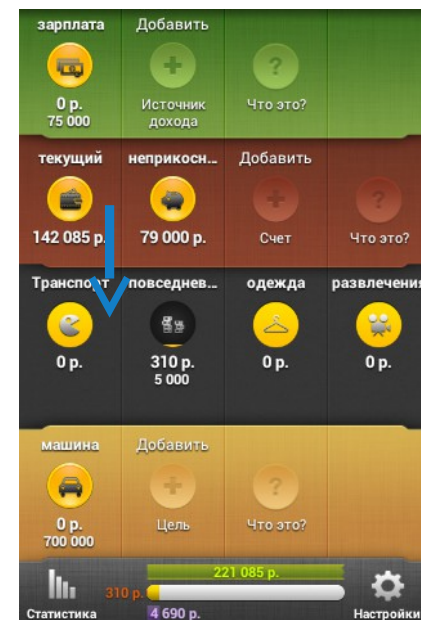 зарплата Добавить
? 
0 р. Источник Что это?
75 000 дохода
текущий неприкосн... Добавить
?
142 085 р. 79 000 р. Счет Что это?
Транспорт повседнев... одежда развлечения
0 р. 310 р. 0 р. 0 р.
5 000
машина Добавить
?
0 р. Цель Что это?
700 000
221 085 р.
310 р.
Статистика 4 690 р. Настройки